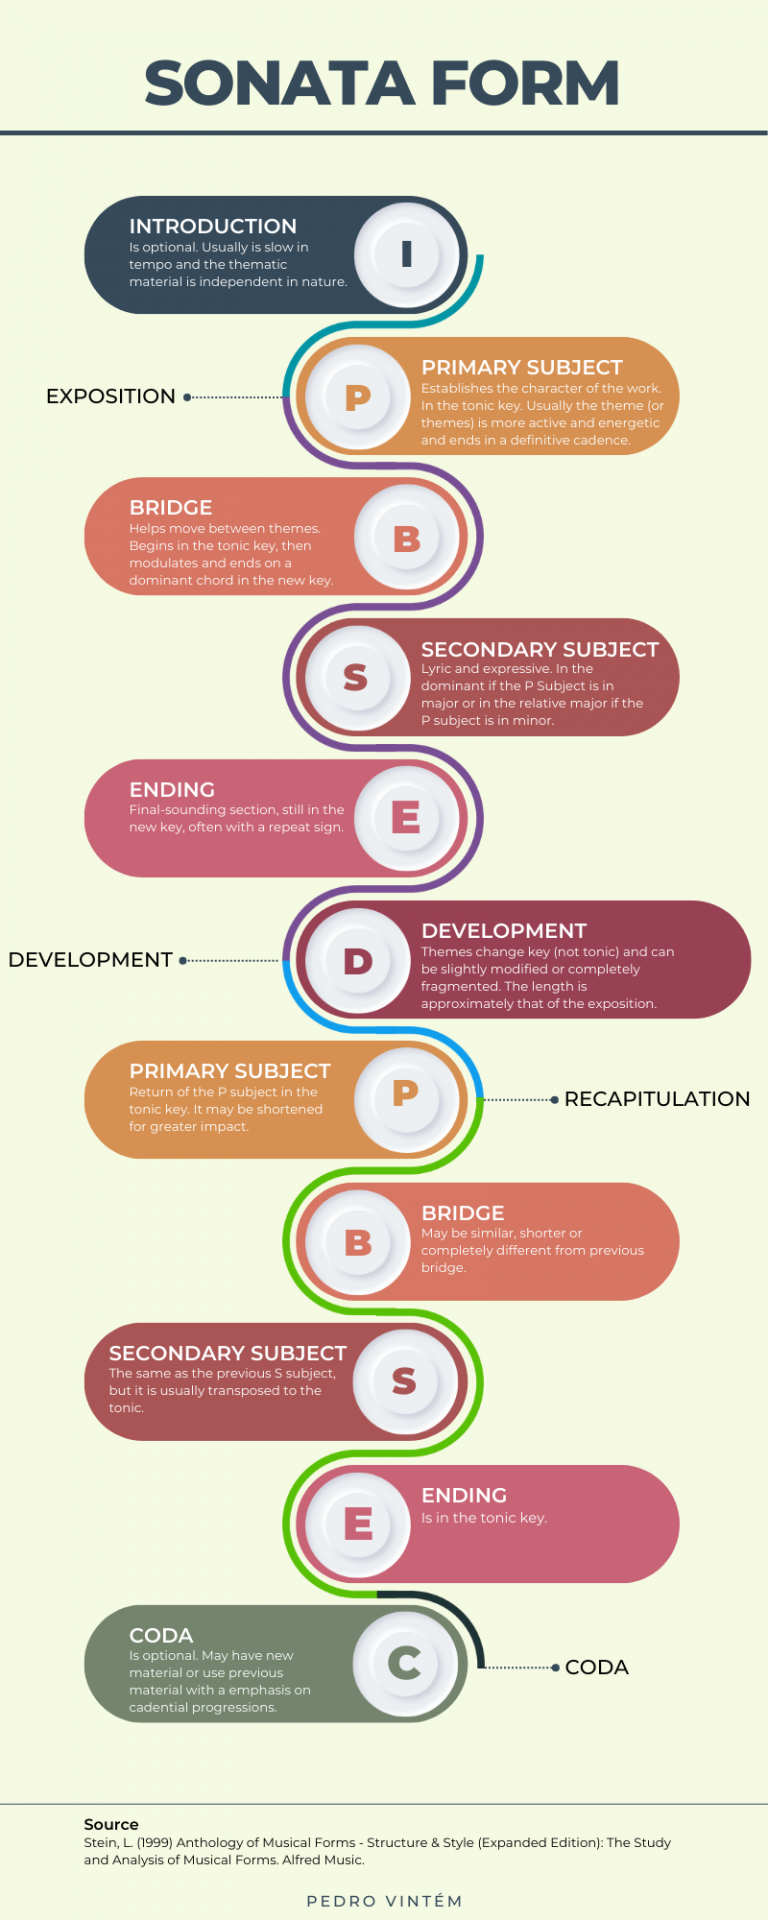 SONATA FORM
INTRODUCTION
Is optional. Usually is slow in
tempo and the thematic
material is independent in nature.
I
EXPOSITION
P
PRIMARY SUBJECT
Establishes the character of the work.
In the tonic key. Usually the theme (or
themes) is more active and energetic
and ends in a definitive cadence.
BRIDGE
Helps move between themes.
Begins in the tonic key, then
modulates and ends on a
dominant chord in the new key.
B
S
SECONDARY SUBJECT
Lyric and expressive. In the
dominant if the P Subject is in
major or in the relative major if the
P subject is in minor.
ENDING
Final-sounding section, still in the
new key, often with a repeat sign.
E
DEVELOPMENT
D
DEVELOPMENT
Themes change key (not tonic) and can
be slightly modified or completely
fragmented. The length is
approximately that of the exposition.
PRIMARY SUBJECT
Return of the P subject in the
tonic key. It may be shortened
for greater impact.
P
RECAPITULATION
B
BRIDGE
May be similar, shorter or
completely different from previous
bridge.
SECONDARY SUBJECT
The same as the previous S subject,
but it is usually transposed to the
tonic.
S
E
ENDING
Is in the tonic key.
CODA
Is optional. May have new
material or use previous
material with a emphasis on
cadential progressions.
C
CODA
Source
Stein, L. (1999) Anthology of Musical Forms - Structure & Style (Expanded Edition): The Study
and Analysis of Musical Forms. Alfred Music.
PEDRO VINTÉM